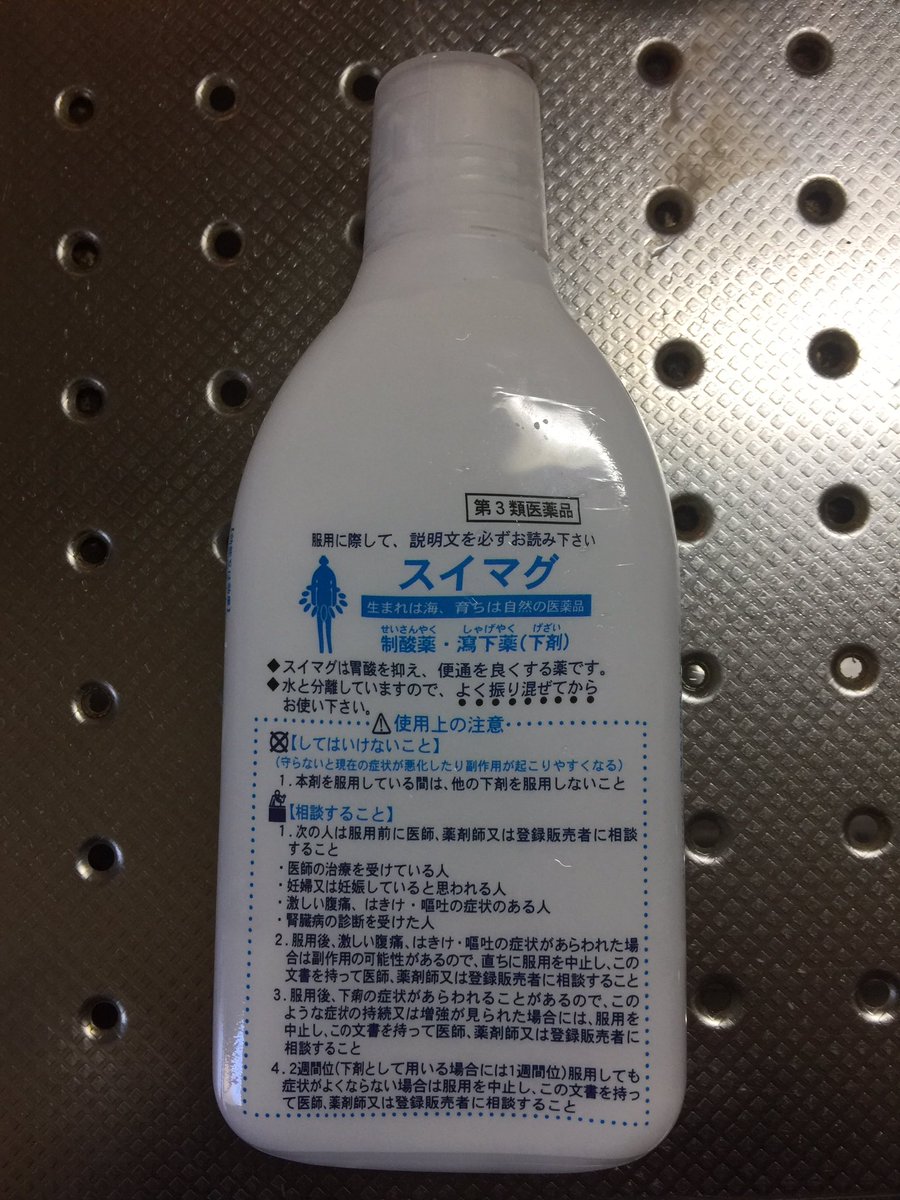 第3類医薬品
服用に際して、説明文を必ずお読み下さい
スイマグ
生まれは海、育ちは自然の医薬品
せいさんやく しゃげやく げざい
制酸薬・瀉下薬(下剤)
◆スイマグは胃酸を抑え、便通を良くする薬です。
◆水と分離していますので、よく振り混ぜてから
お使い下さい。
使用上の注意
【してはいけないこと】
(守らないと現在の症状が悪化したり副作用が起こりやすくなる)
1.本剤を服用している間は、他の下剤を服用しないこと
【相談すること】
1.次の人は服用前に医師、薬剤師又は登録販売者に相談
すること
・医師の治療を受けている人
・妊婦又は妊娠していると思われる人
・激しい腹痛、はきけ・嘔吐の症状のある人
・腎臓病の診断を受けた人
2.服用後、激しい腹痛、はきけ・嘔吐の症状があらわれた場
合は副作用の可能性があるので、直ちに服用を中止し、この
文書を持って医師、薬剤師又は登録販売者に相談すること
3.服用後、下痢の症状があらわれることがあるので、この
ような症状の持続又は増強が見られた場合には、服用を
中止し、この文書を持って医師、薬剤師又は登録販売者に
相談すること
4.2週間位(下剤として用いる場合には1週間位)服用しても
症状がよくならない場合は服用を中止し、この文書を持っ
て医師、薬剤師又は登録販売者に相談すること